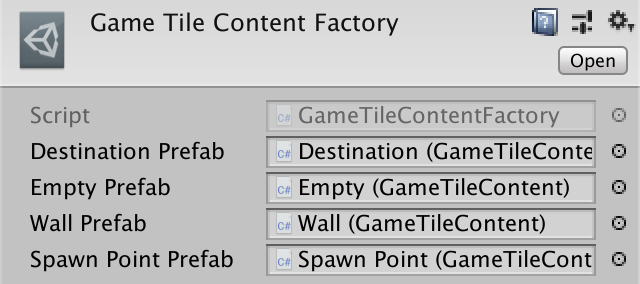 Game Tile Content Factory
Open
Script C# GameTileContentFactory
Destination Prefab C# Destination (GameTileConte
Empty Prefab C# Empty (GameTileContent)
Wall Prefab C# Wall (GameTileContent)
Spawn Point Prefab C# Spawn Point (GameTileCont